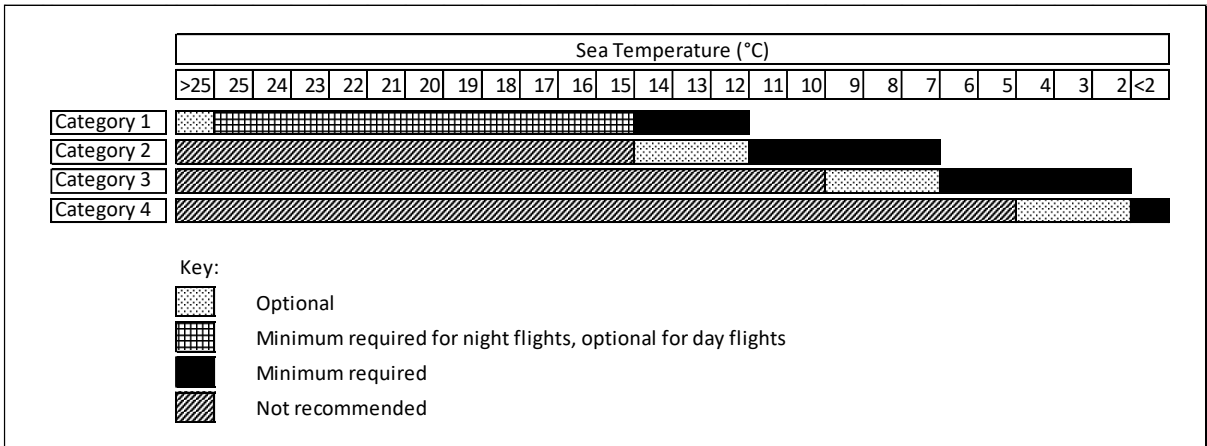 Sea Temperature (°C)
>25 25 24 23 22 21 20 19 18 17 16 15 14 13 12 11 10 9 8 7 6 5 4 3 2 <2
Category 1
Category 2
Category 3
Category 4
Key:
Optional
Minimum required for night flights, optional for day flights
Minimum required
Not recommended